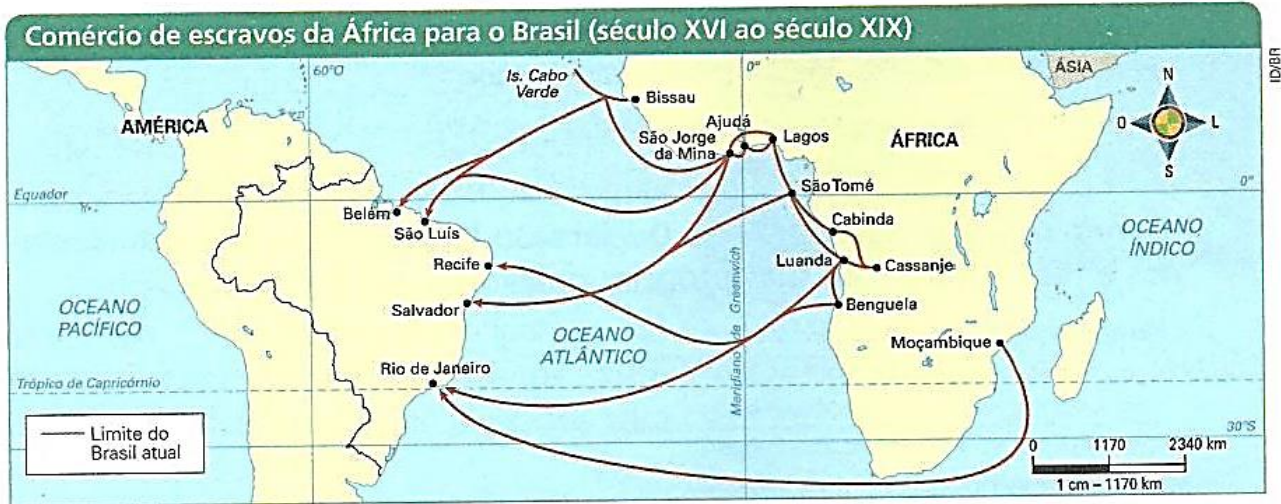 Comércio de escravos da África para o Brasil (século XVI ao século XIX)
ID/BR
60°O
0°
ÁSIA
Is. Cabo
Verde
Bissau
N
O
L
S
AMÉRICA
Ajudá
São Jorge
da Mina
Lagos
ÁFRICA
Equador
0°
São Tomé
Belém
São Luís
Cabinda
OCEANO
ÍNDICO
Recife
Luanda
Cassanje
Salvador
Benguela
OCEANO
PACÍFICO
OCEANO
ATLÂNTICO
Meridiano de Greenwich
Moçambique
Rio de Janeiro
Trópico de Capricórnio
Limite do
Brasil atual
30°S
0 1170 2340 km
1 cm – 1170 km